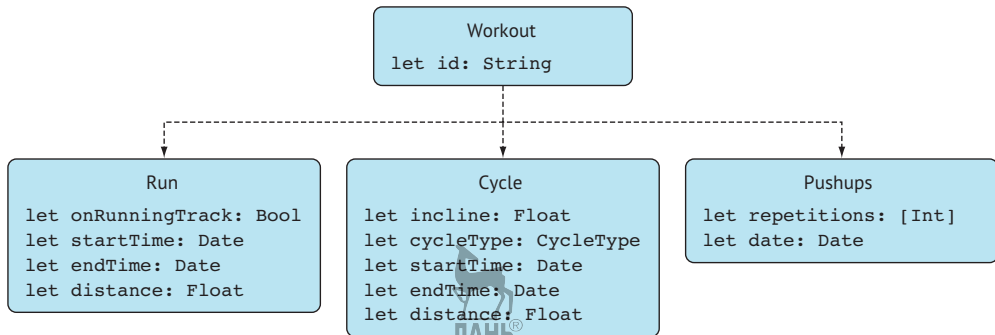 Workout
let id: String
Run
let onRunningTrack: Bool
let startTime: Date
let endTime: Date
let distance: Float
Cycle
let incline: Float
let cycleType: CycleType
let startTime: Date
let endTime: Date
let distance: Float
ЛАНЬ®
Pushups
let repetitions: [Int]
let date: Date